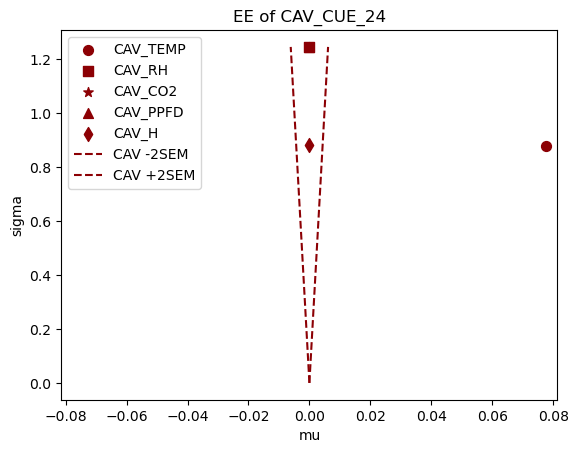 EE of CAV_CUE_24
CAV_TEMP
CAV_RH
CAV_CO2
CAV_PPFD
CAV_H
CAV -2SEM
CAV +2SEM
1.2
1.0
0.8
0.6
0.4
0.2
0.0
sigma
−0.08
−0.06
−0.04
−0.02
0.00
0.02
0.04
0.06
0.08
mu